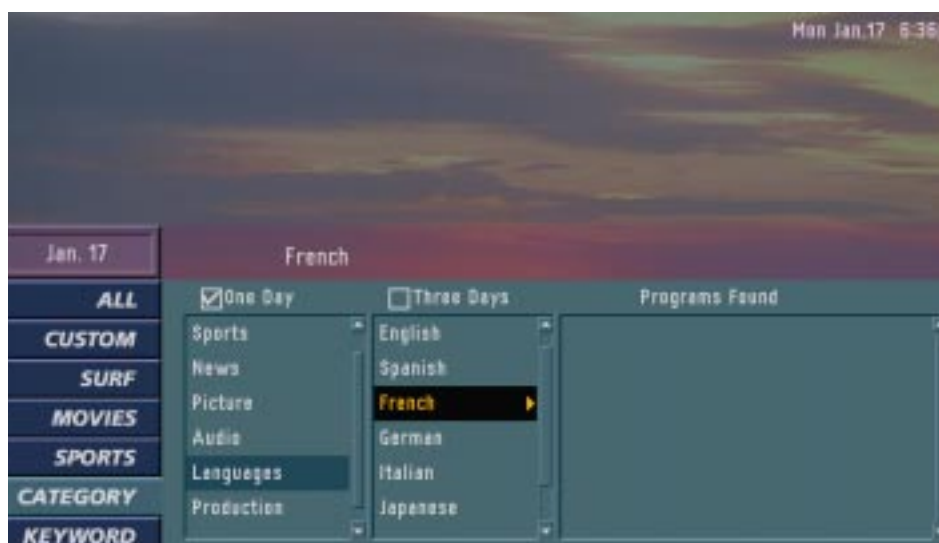 Mon Jan.17 6:36
Jan. 17
French
ALL
CUSTOM
SURF
MOVIES
SPORTS
CATEGORY
KEYWORD
One Day
Three Days
Programs Found
Sports
News
Picture
Audio
Languages
Production
English
Spanish
French
German
Italian
Japanese